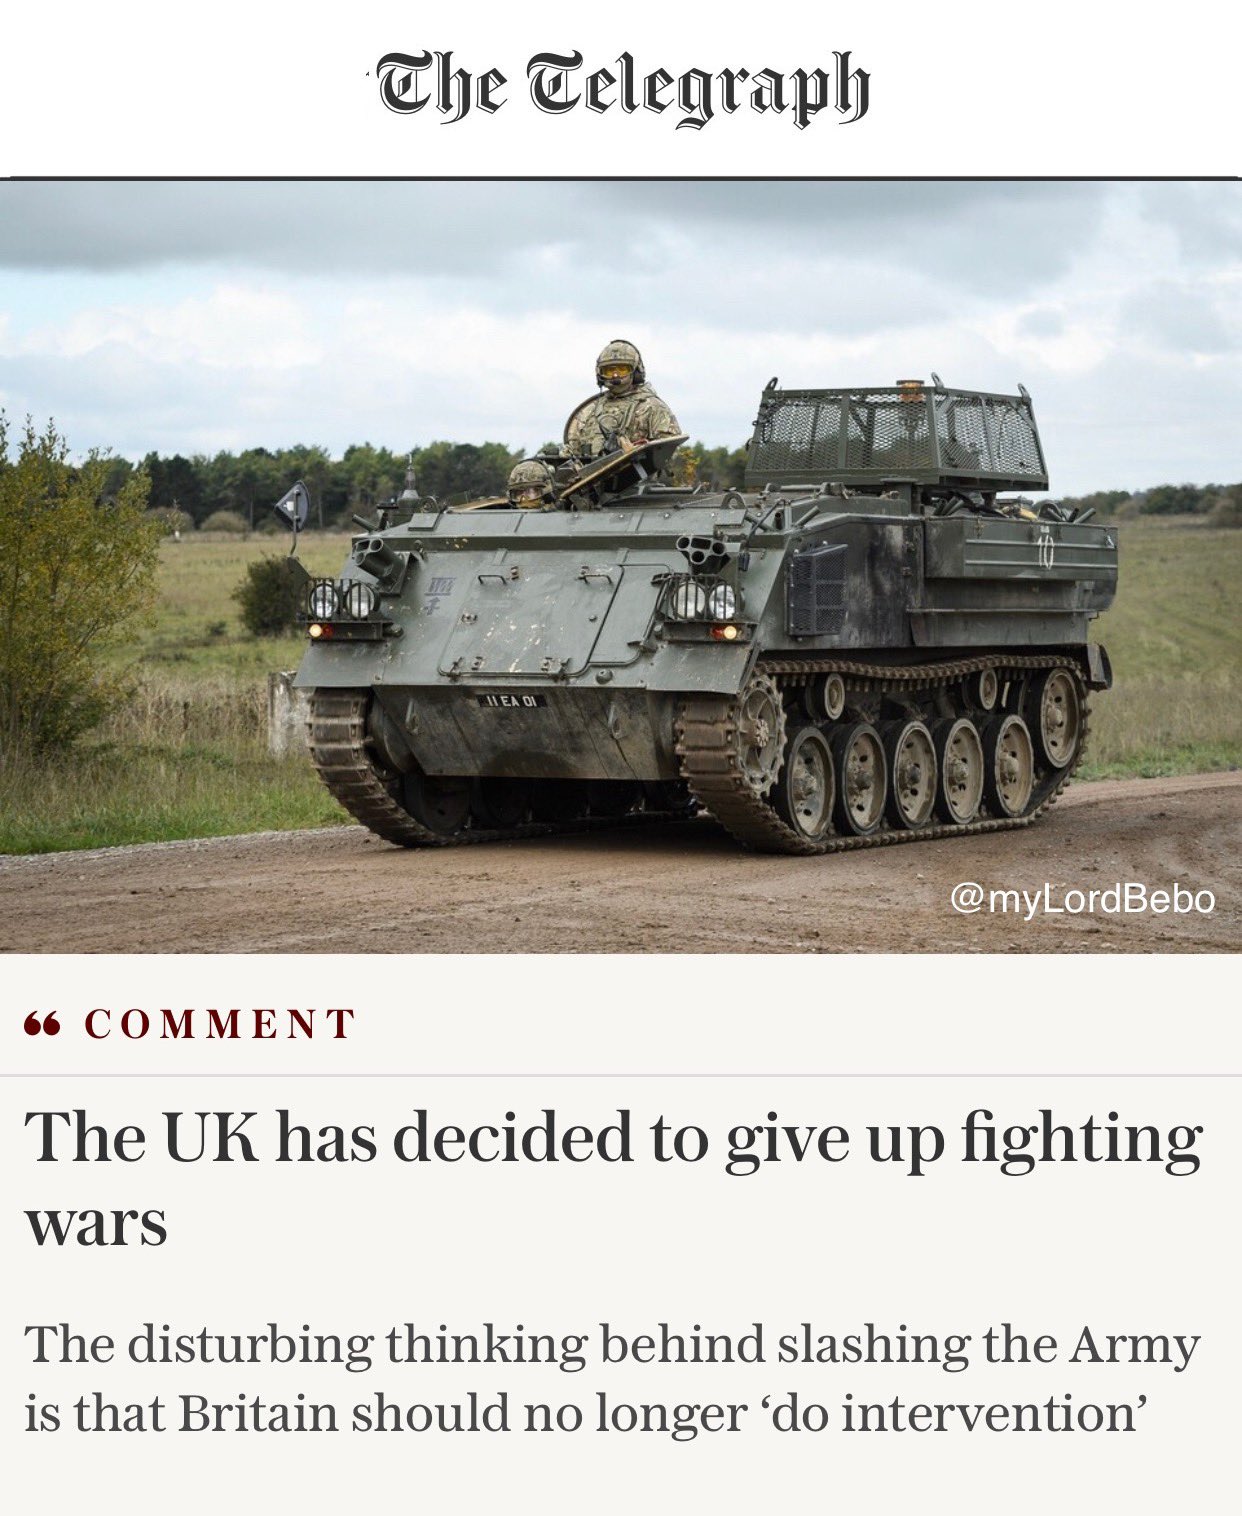 The Telegraph
10
11 EA 01
@myLordBebo
“ COMMENT
The UK has decided to give up fighting
wars
The disturbing thinking behind slashing the Army
is that Britain should no longer ‘do intervention’